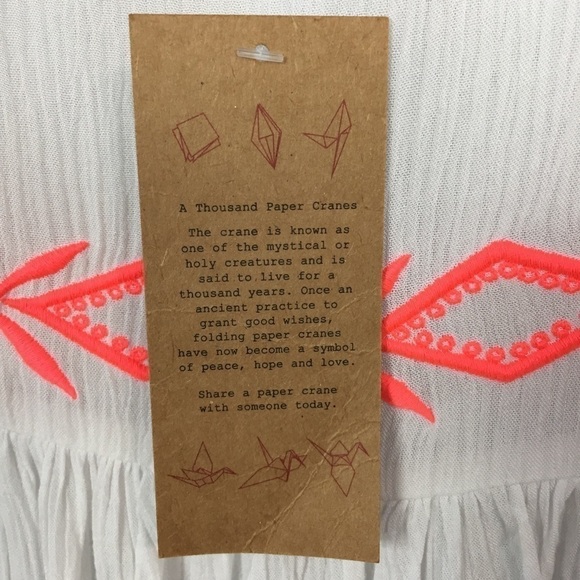 A Thousand Paper Cranes
The crane is known as
one of the mystical or
holy creatures and is
said to live for a
thousand years. Once an
ancient practice to
grant good wishes,
folding paper cranes
have now become a symbol
of peace, hope and love.
Share a paper crane
with someone today.